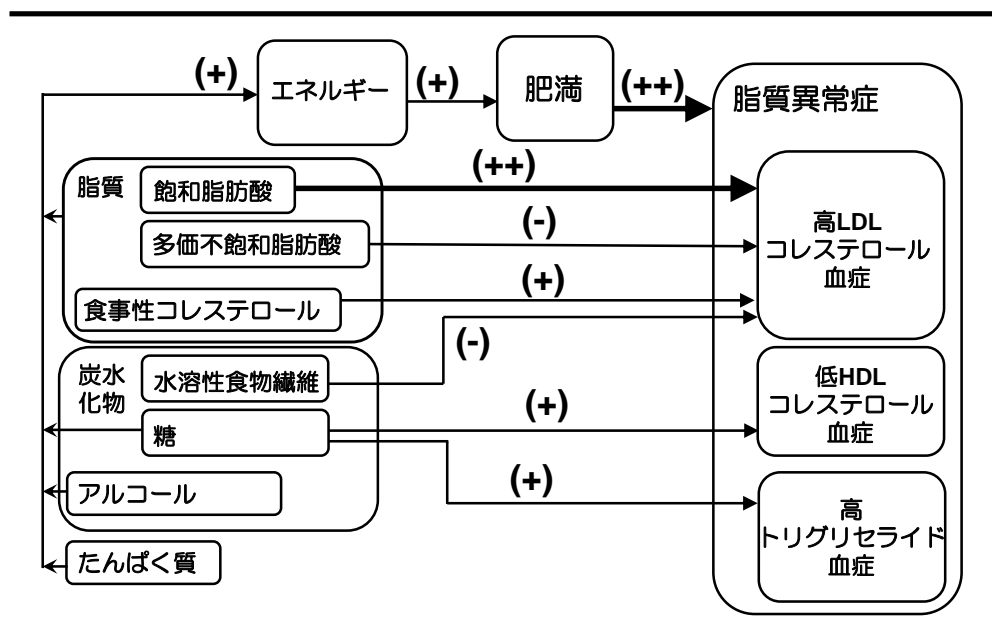 (+)
エネルギー
(+)
肥満
(++)
脂質異常症
脂質
飽和脂肪酸
(++)
多価不飽和脂肪酸
(-)
高LDL
コレステロール
血症
食事性コレステロール
(+)
(-)
炭水
化物
水溶性食物繊維
糖
(+)
低HDL
コレステロール
血症
(+)
アルコール
高
トリグリセライド
血症
たんぱく質